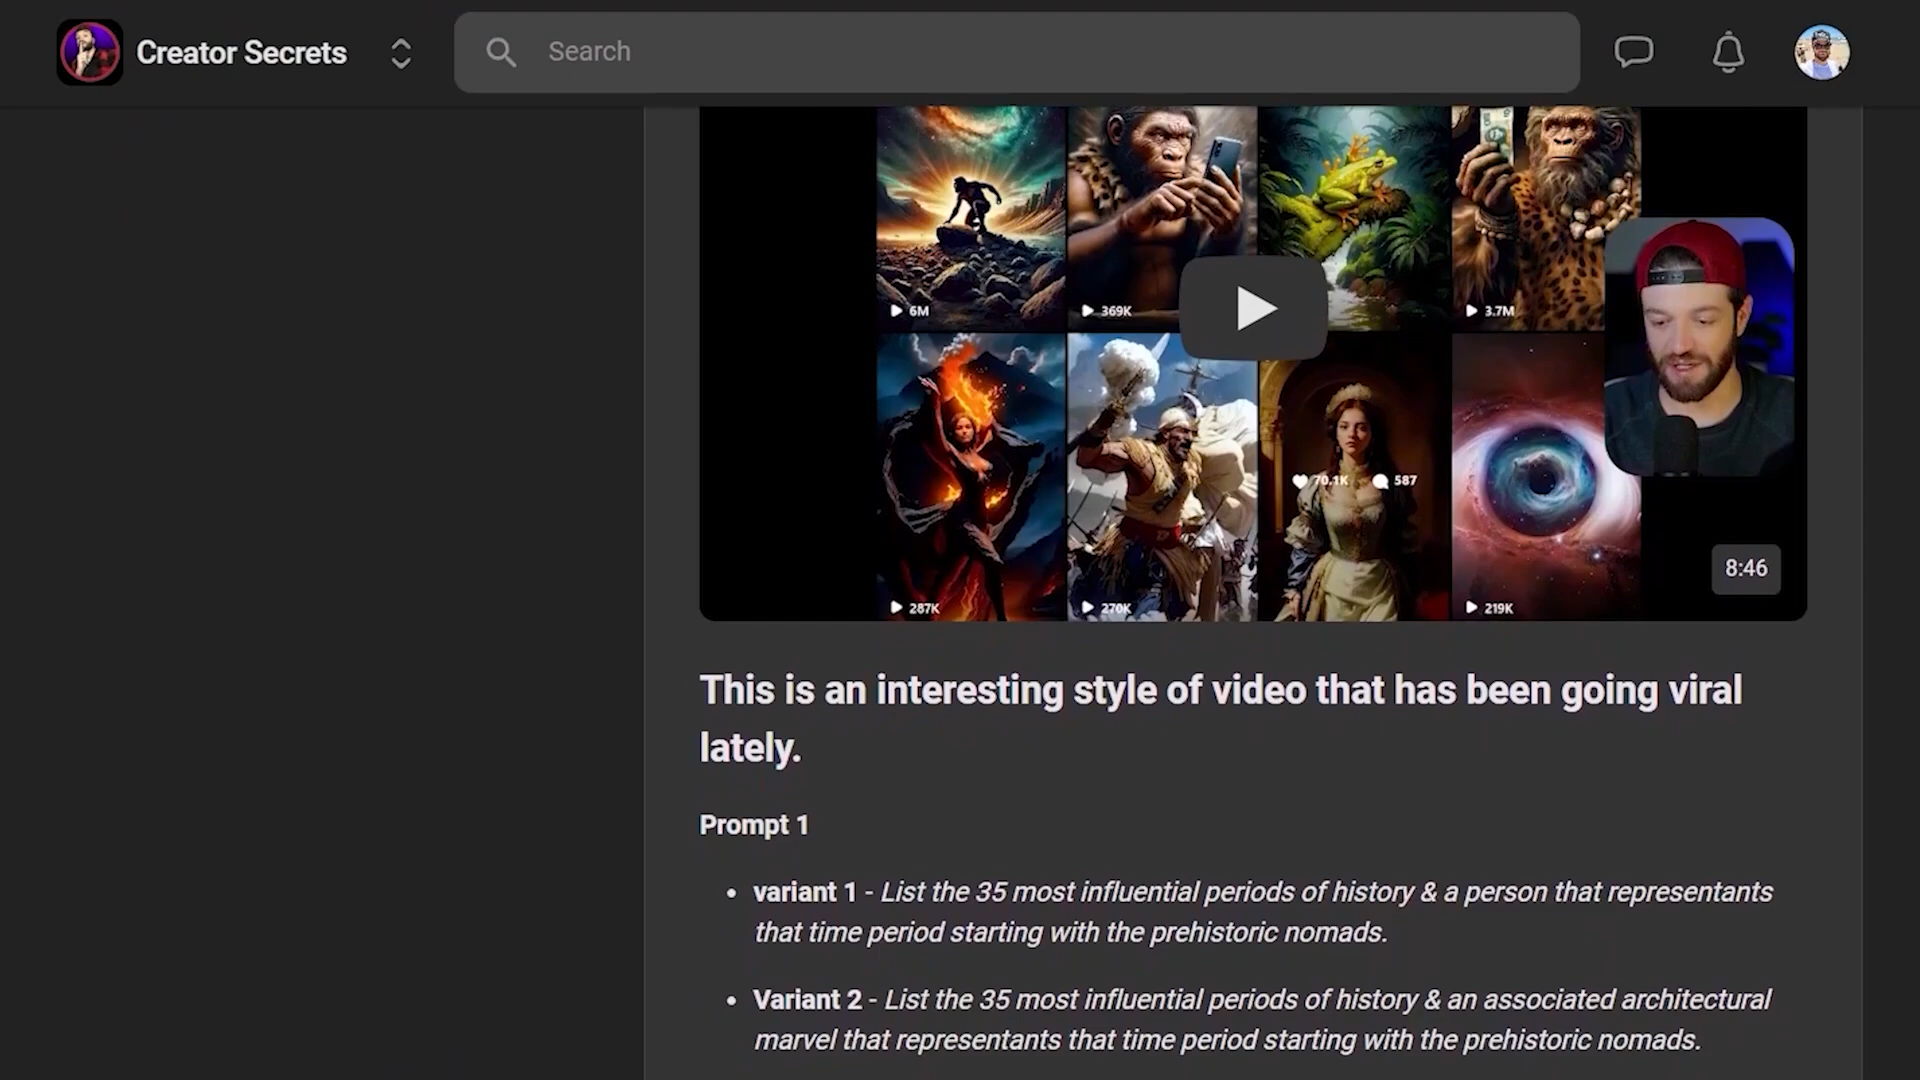 Creator Secrets
Search
6M
369K
3.7M
70.1K 587
287K
270K
219K
8:46
This is an interesting style of video that has been going viral
lately.
Prompt 1
• variant 1 - List the 35 most influential periods of history & a person that representants
that time period starting with the prehistoric nomads.
• Variant 2 - List the 35 most influential periods of history & an associated architectural
marvel that representants that time period starting with the prehistoric nomads.